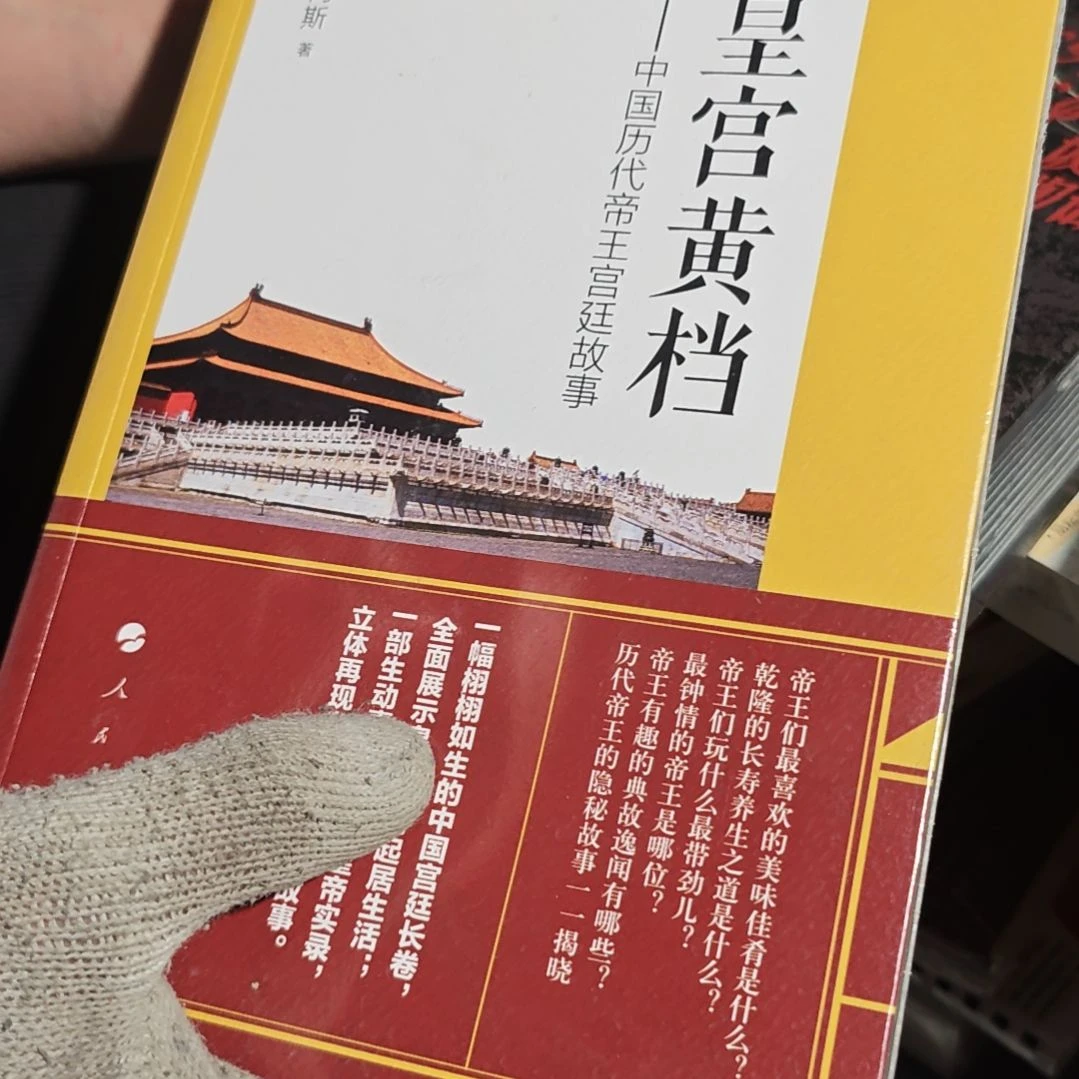 皇宫黄档
——中国历代帝王宫廷故事
斯 著
帝王们最喜欢的美味佳肴是什么?
乾隆的长寿养生之道是什么?
帝王们玩什么最带劲儿?
最钟情的帝王是哪位?
帝王有趣的典故逸闻有哪些?
历代帝王的隐秘故事一一揭晓
一幅栩栩如生的中国宫廷长卷,
全面展示 起居生活;
一部生动 帝实录,
立体再现 故事。
人民